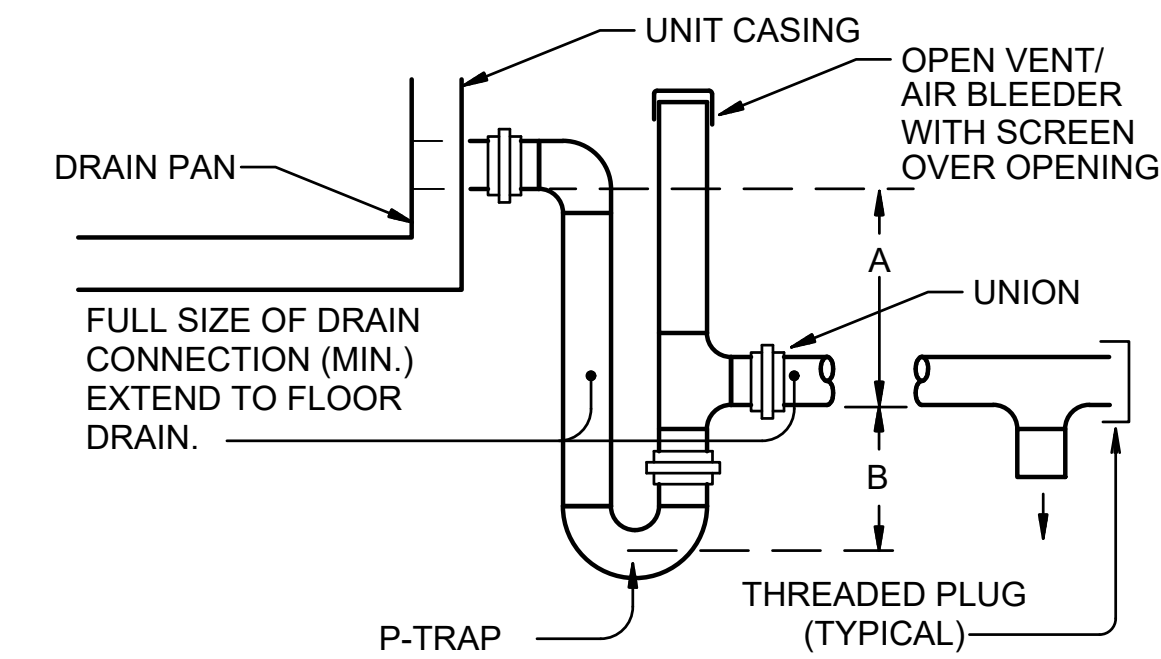 UNIT CASING
OPEN VENT/
AIR BLEEDER
WITH SCREEN
OVER OPENING
DRAIN PAN
A
UNION
FULL SIZE OF DRAIN
CONNECTION (MIN.)
EXTEND TO FLOOR
DRAIN.
B
THREADED PLUG
(TYPICAL)
P-TRAP